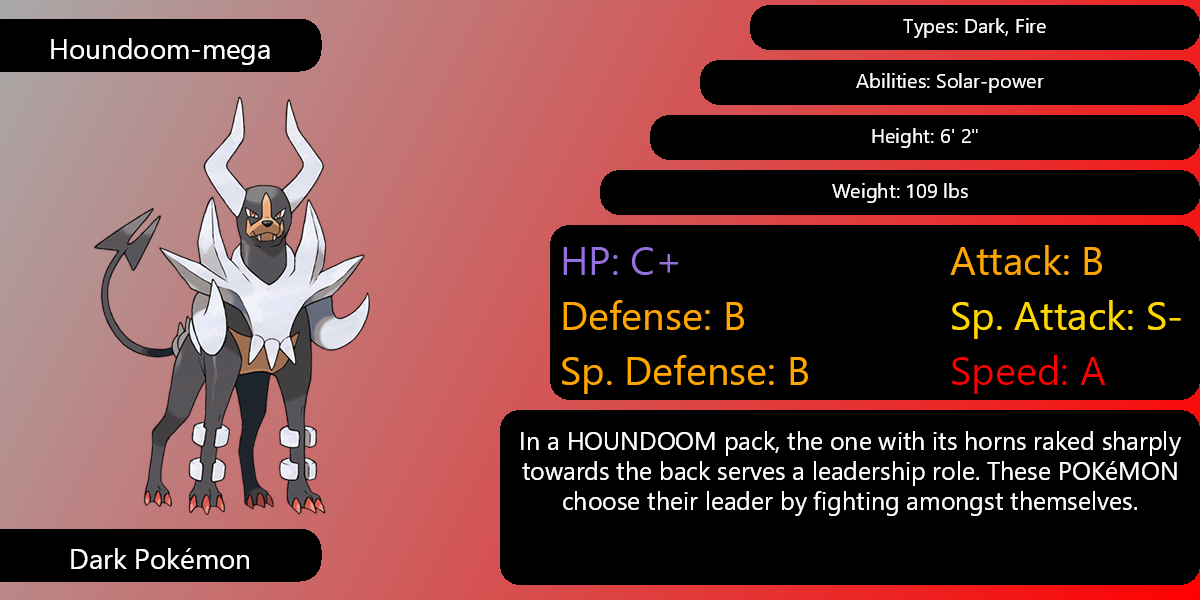 Houndoom-mega
Types: Dark, Fire
Abilities: Solar-power
Height: 6' 2"
Weight: 109 lbs
HP: C+
Attack: B
Defense: B
Sp. Attack: S-
Sp. Defense: B
Speed: A
In a HOUNDOOM pack, the one with its horns raked sharply
towards the back serves a leadership role. These POKéMON
choose their leader by fighting amongst themselves.
Dark Pokémon